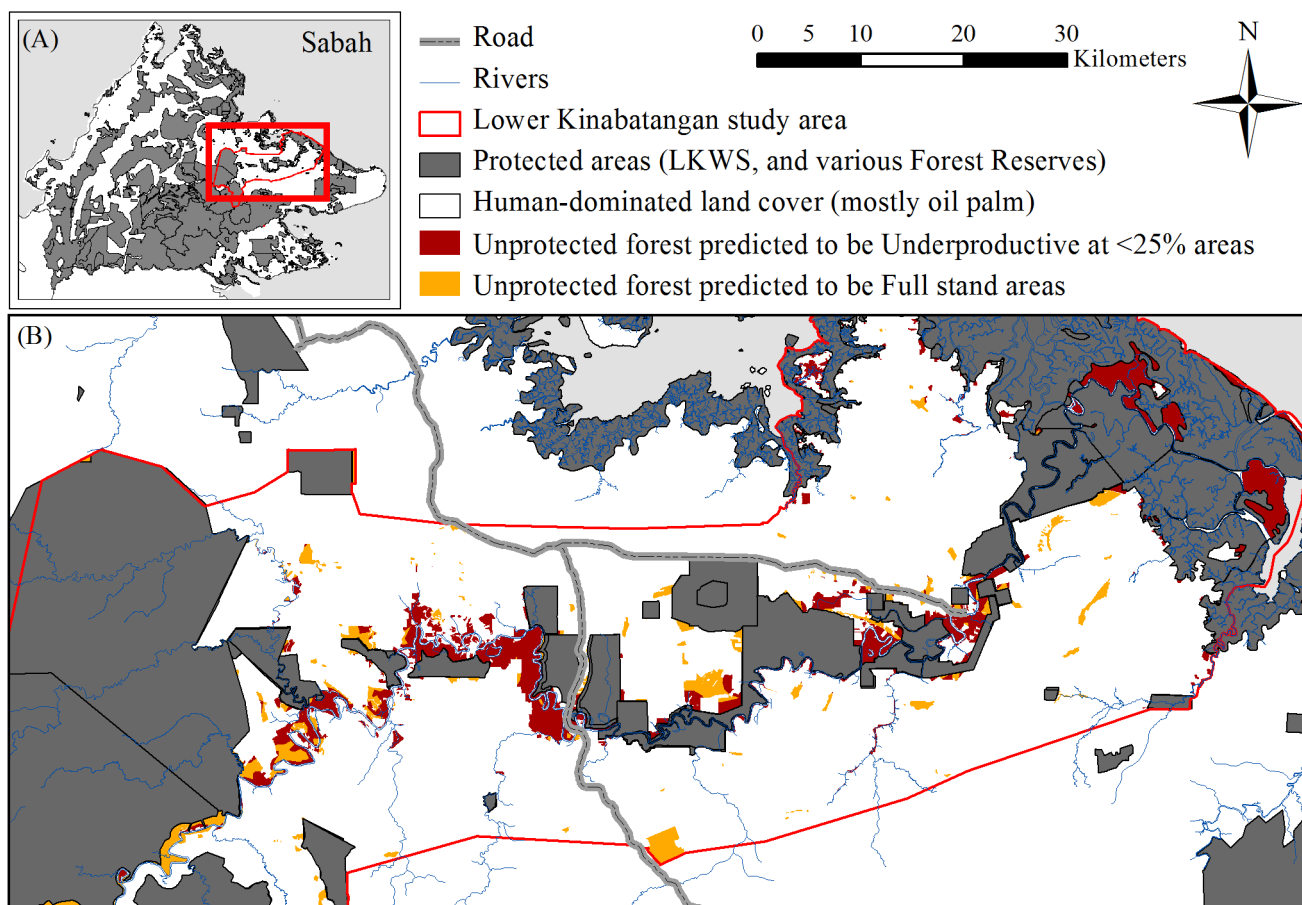 (A)
Sabah
Road
Rivers
Lower Kinabatangan study area
Protected areas (LKWS, and various Forest Reserves)
Human-dominated land cover (mostly oil palm)
Unprotected forest predicted to be Underproductive at <25% areas
Unprotected forest predicted to be Full stand areas
0 10 20 30
Kilometers
N
(B)